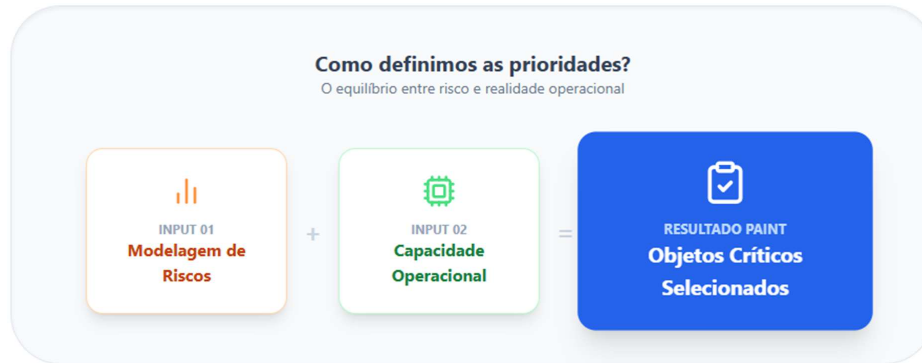 Como definimos as prioridades?
O equilíbrio entre risco e realidade operacional
INPUT 01
Modelagem de
Riscos
+
INPUT 02
Capacidade
Operacional
=
RESULTADO PAINT
Objetos Críticos
Selecionados